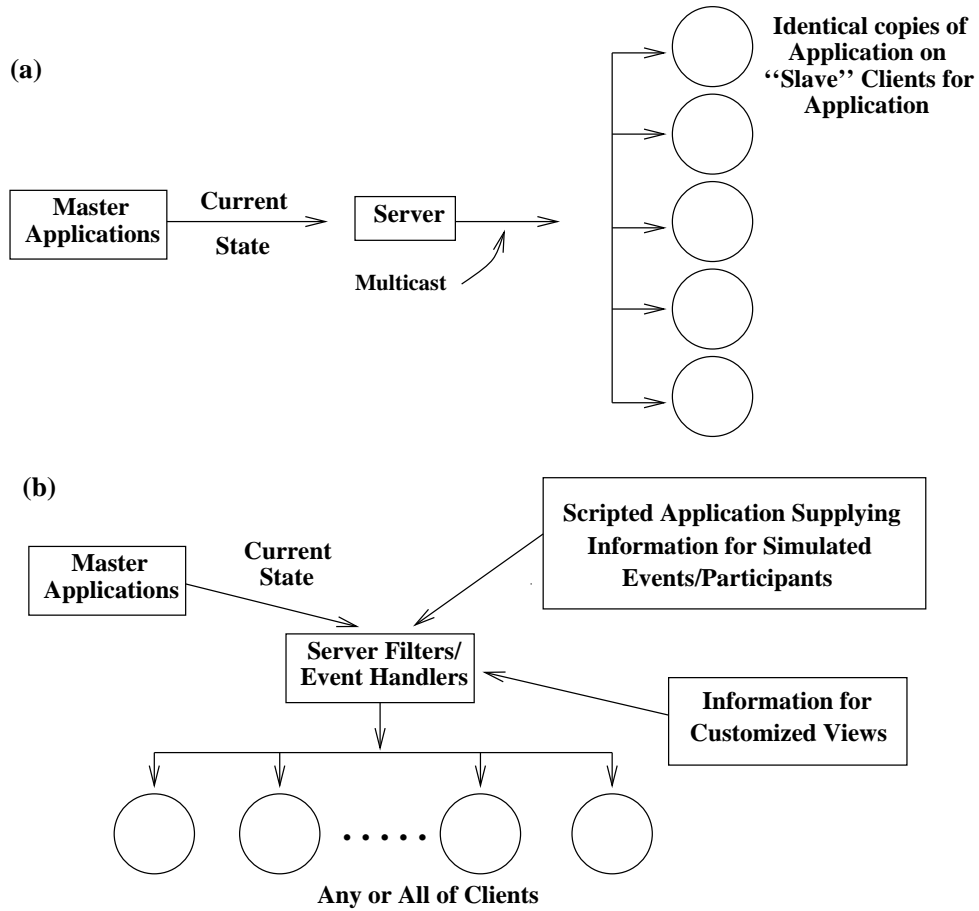 (a)
Identical copies of
Application on
‘‘Slave’’ Clients for
Application
Master
Applications
Current
State
Server
Multicast
(b)
Master
Applications
Current
State
Scripted Application Supplying
Information for Simulated
Events/Participants
Server Filters/
Event Handlers
Information for
Customized Views
Any or All of Clients